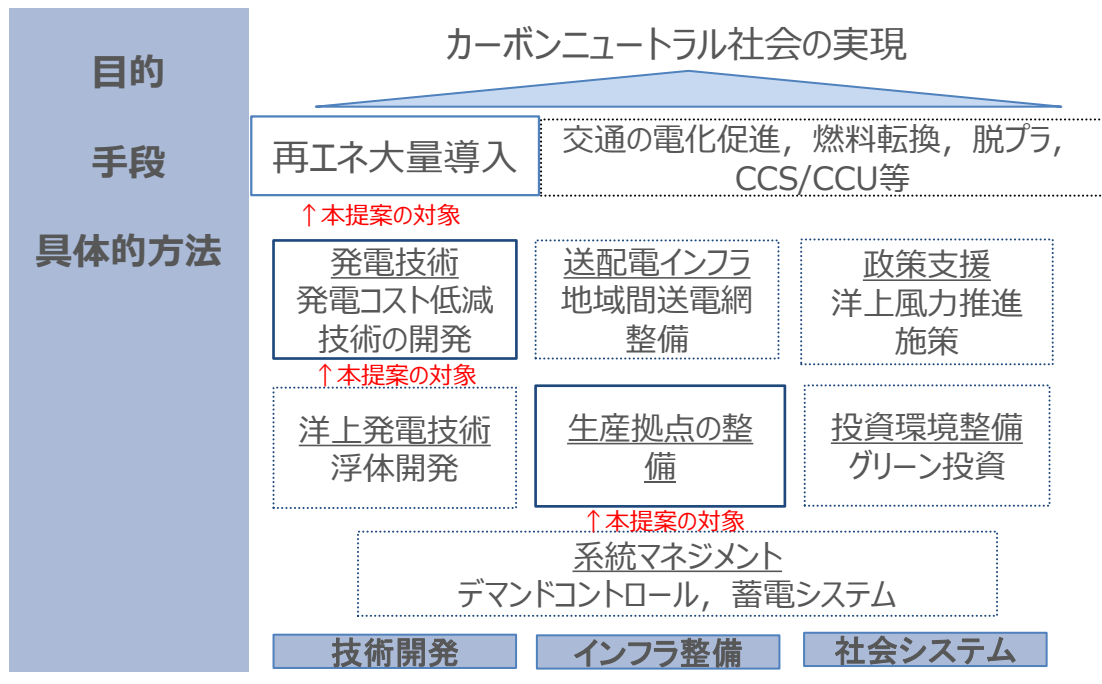 目的
カーボンニュートラル社会の実現
手段
再エネ大量導入
交通の電化促進，燃料転換，脱プラ，
CCS/CCU等
↑本提案の対象
具体的方法
発電技術
発電コスト低減
技術の開発
送配電インフラ
地域間送電網
整備
政策支援
洋上風力推進
施策
↑本提案の対象
洋上発電技術
浮体開発
生産拠点の整
備
投資環境整備
グリーン投資
↑本提案の対象
系統マネジメント
デマンドコントロール，蓄電システム
技術開発
インフラ整備
社会システム